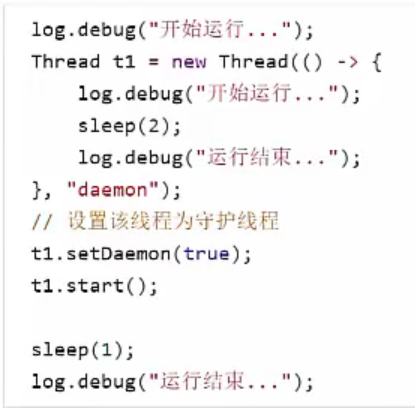 log.debug("开始运行...");
Thread t1 = new Thread(() -> {
    log.debug("开始运行...");
    sleep(2);
    log.debug("运行结束...");
}, "daemon");
// 设置该线程为守护线程
t1.setDaemon(true);
t1.start();

sleep(1);
log.debug("运行结束...");